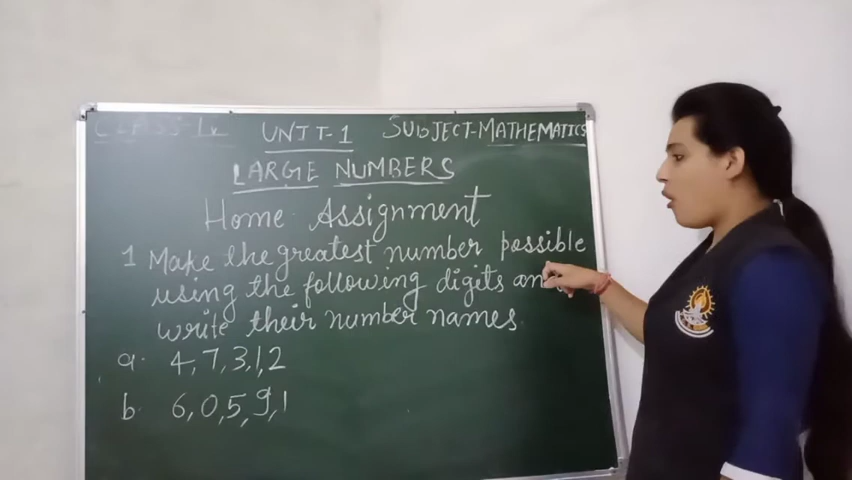 CLASS-IV UNIT-1 SUBJECT-MATHEMATICS
LARGE NUMBERS
Home Assignment
1 Make the greatest number possible
using the following digits an
write their number names.
a. 4,7,3,1,2
b. 6,0,5,9,1